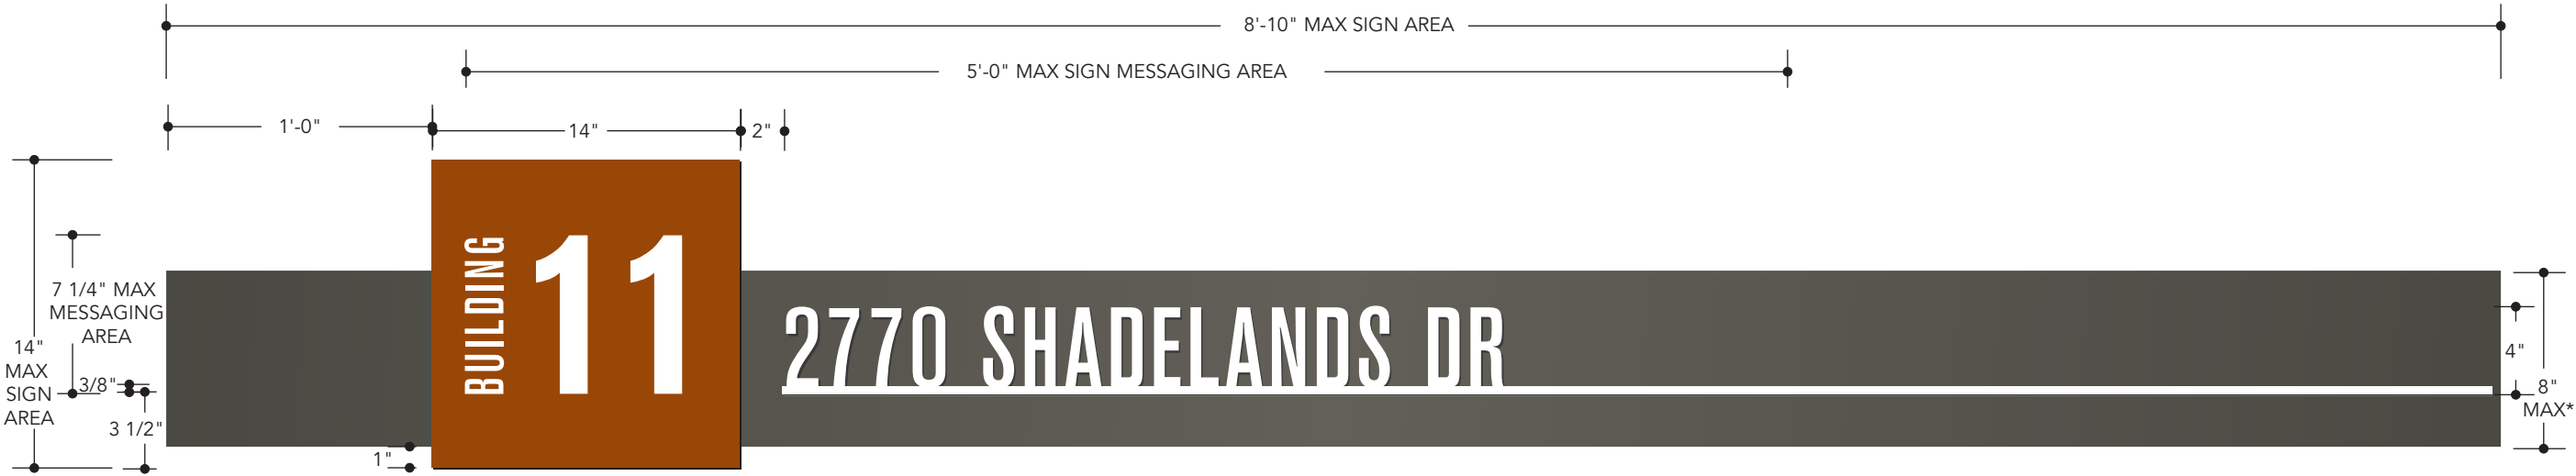 8'-10" MAX SIGN AREA
5'-0" MAX SIGN MESSAGING AREA
1'-0"
14"
2"
BUILDING
11
2770 SHADELANDS DR
7 1/4" MAX
MESSAGING
AREA
14"
MAX
SIGN
AREA
3/8"
3 1/2"
1"
4"
8"
MAX*